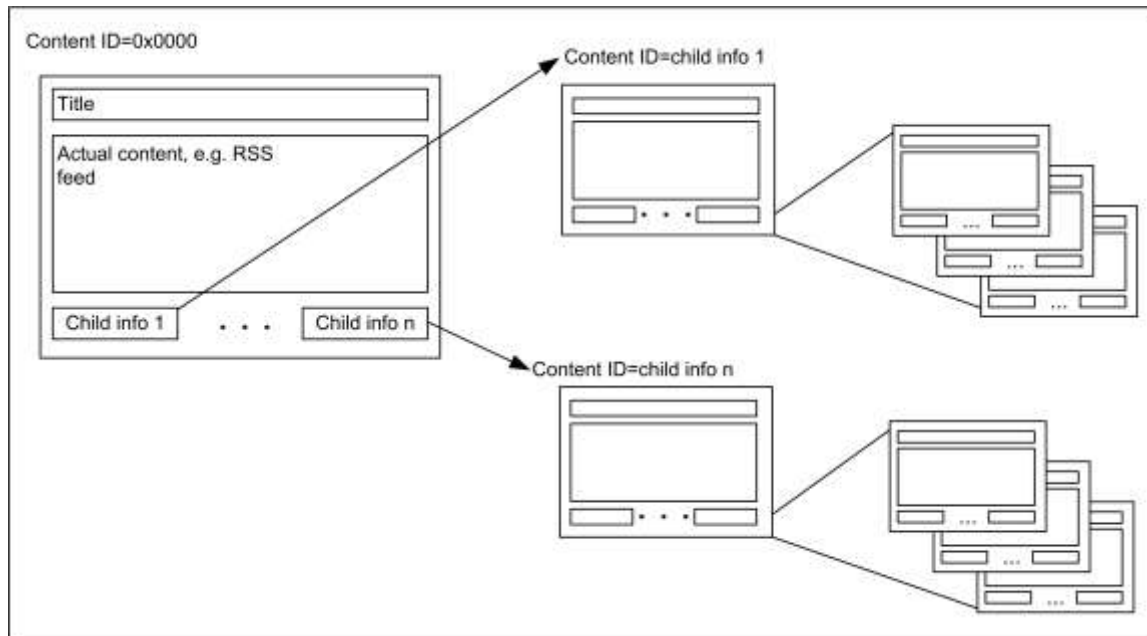 Content ID=0x0000
Title
Actual content, e.g. RSS
feed
Child info 1
. . .
Child info n
Content ID=child info 1
. . .
...
...
...
Content ID=child info n
. . .
...
...
...